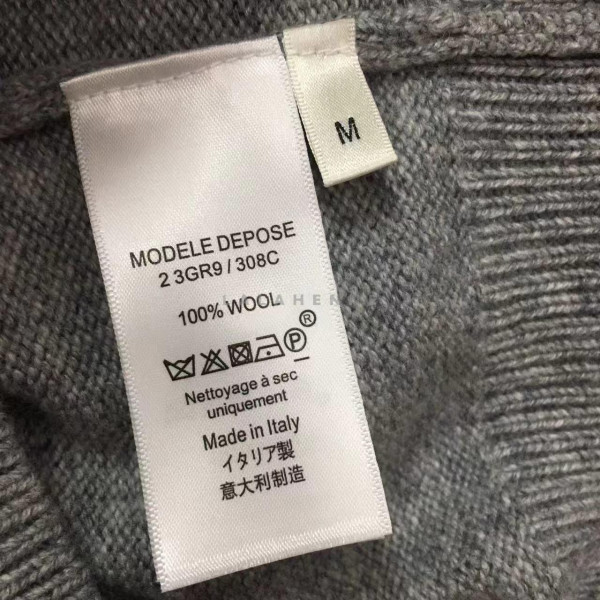 M
MODELE DEPOSE
2 3GR9 / 308C
100% WOOL
P ®
Nettoyage à sec
uniquement
Made in Italy
イタリア製
意大利制造